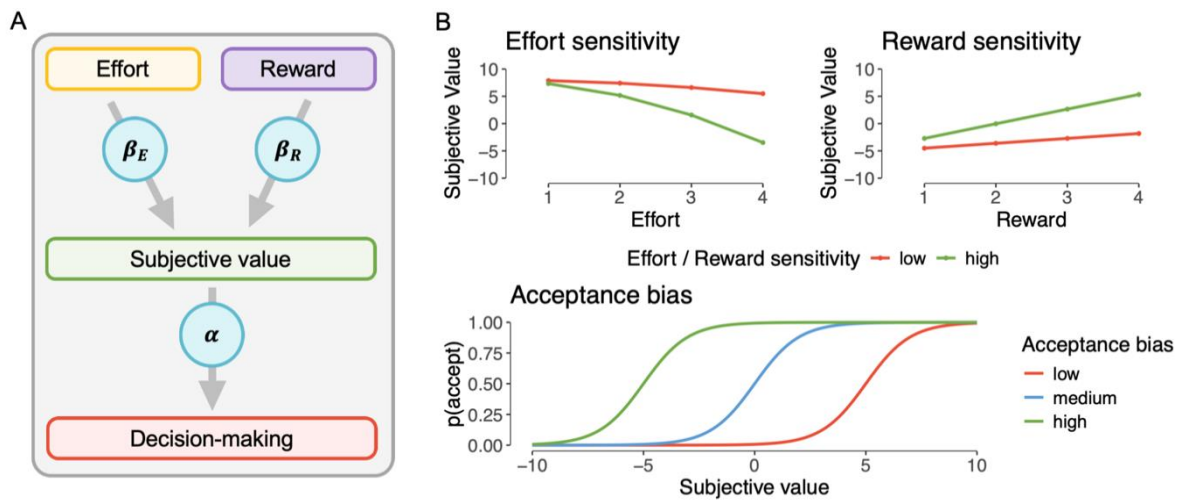 A
Effort
Reward
β_E
β_R
Subjective value
α
Decision-making
B
Effort sensitivity
Subjective Value
10
5
0
−5
−10
1 2 3 4
Effort
Reward sensitivity
Subjective Value
10
5
0
−5
−10
1 2 3 4
Reward
Effort / Reward sensitivity low high
Acceptance bias
p(accept)
1.00
0.75
0.50
0.25
0.00
−10 −5 0 5 10
Subjective value
Acceptance bias
low
medium
high